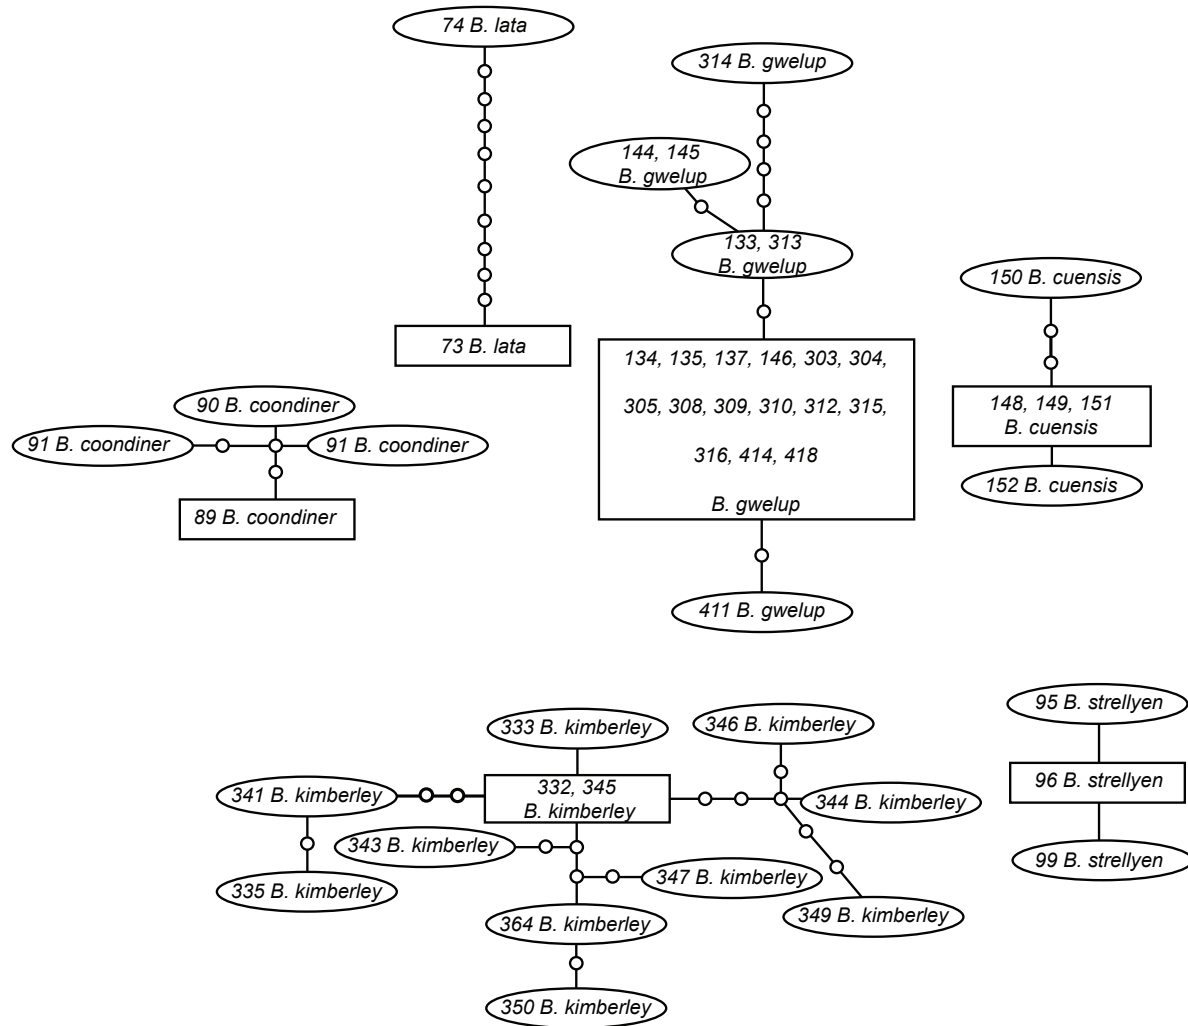 74 B. lata
314 B. gwelup
144, 145
B. gwelup
133, 313
B. gwelup
150 B. cuensis
73 B. lata
134, 135, 137, 146, 303, 304,
305, 308, 309, 310, 312, 315,
316, 414, 418
B. gwelup
148, 149, 151
B. cuensis
152 B. cuensis
90 B. coondiner
91 B. coondiner
91 B. coondiner
89 B. coondiner
411 B. gwelup
333 B. kimberley
346 B. kimberley
95 B. strellyen
341 B. kimberley
332, 345
B. kimberley
344 B. kimberley
96 B. strellyen
343 B. kimberley
335 B. kimberley
347 B. kimberley
99 B. strellyen
364 B. kimberley
349 B. kimberley
350 B. kimberley